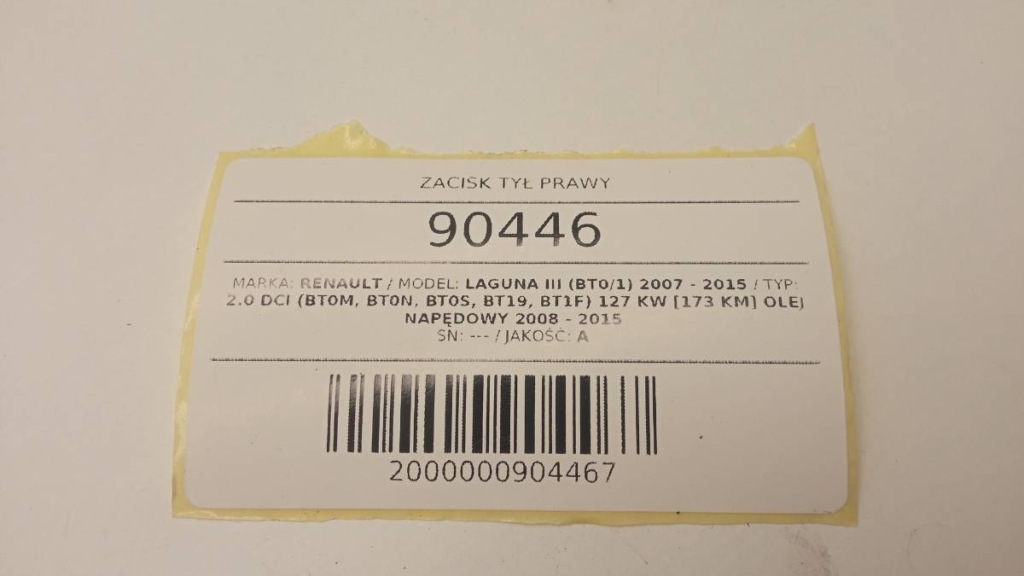 ZACISK TYŁ PRAWY
90446
MARKA: RENAULT / MODEL: LAGUNA III (BT0/1) 2007 - 2015 / TYP:
2.0 DCI (BT0M, BT0N, BT0S, BT19, BT1F) 127 KW [173 KM] OLEJ
NAPĘDOWY 2008 - 2015
SN: --- / JAKOŚĆ: A
2000000904467